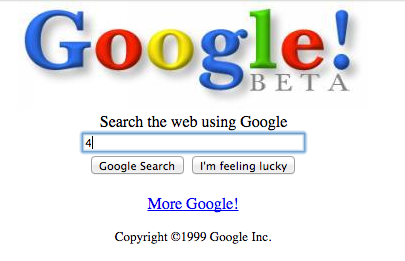 Google!
BETA
Search the web using Google
4
Google Search I'm feeling lucky
More Google!
Copyright ©1999 Google Inc.